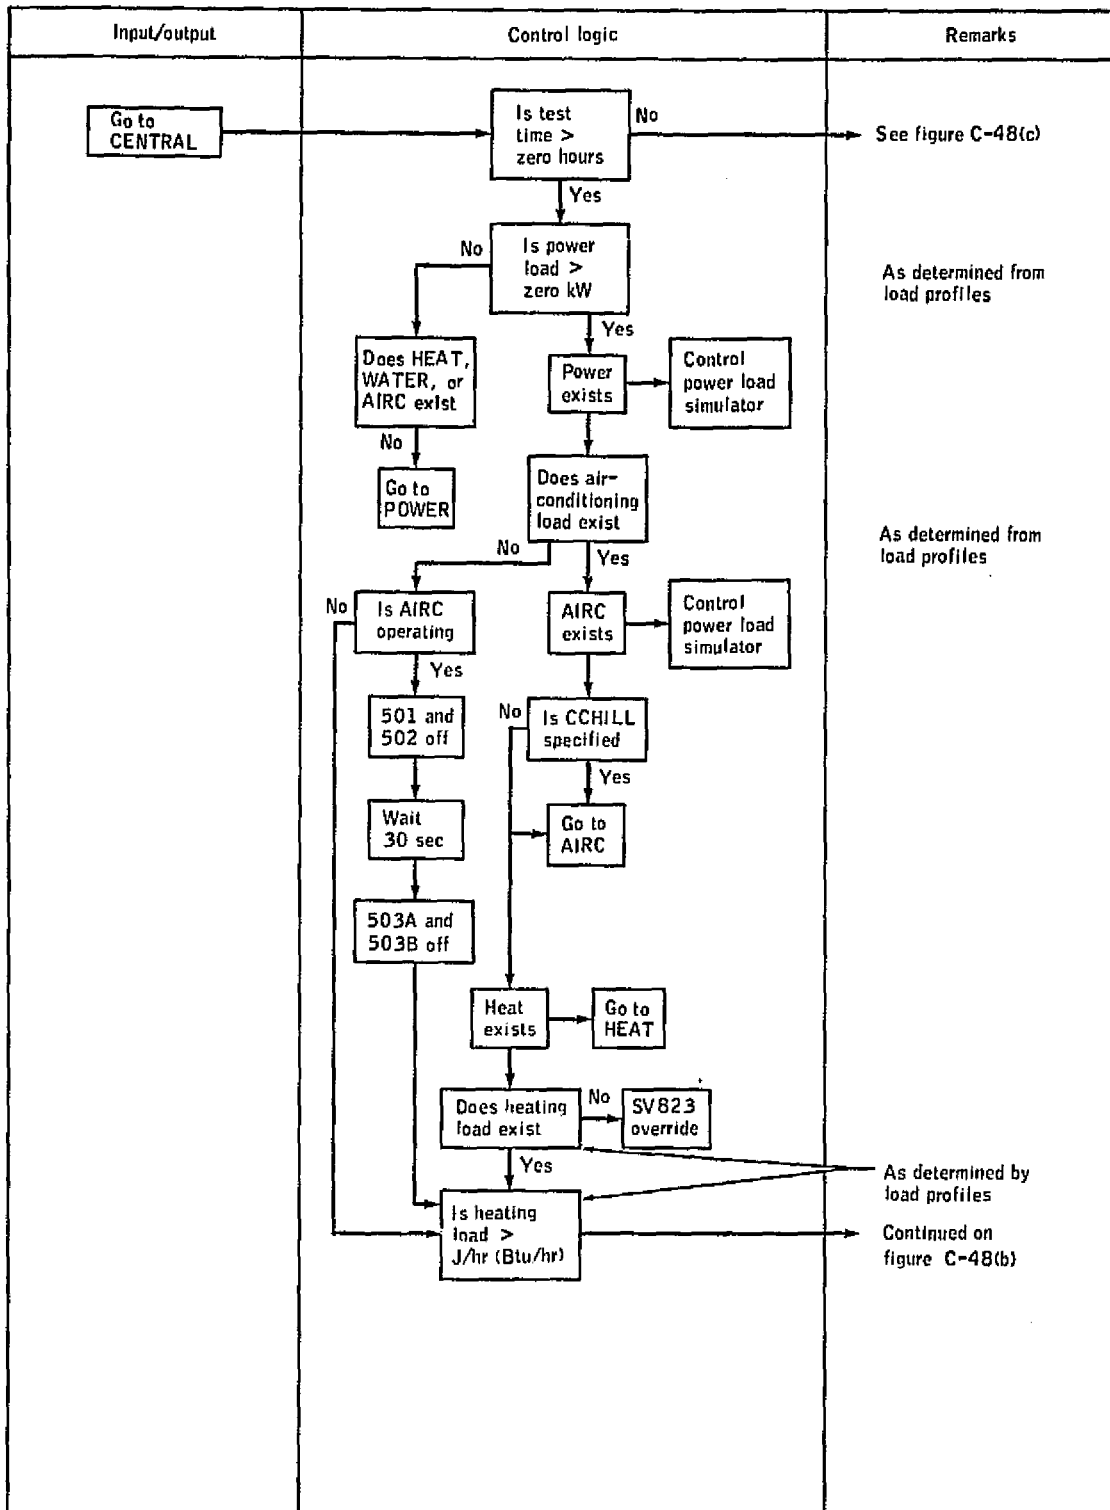 Input/output
Control logic
Remarks
Go to
CENTRAL
Is test
time >
zero hours
No
See figure C-48(c)
Yes
No
Is power
load >
zero kW
As determined from
load profiles
Yes
Does HEAT,
WATER, or
AIRC exist
Power
exists
Control
power load
simulator
No
Go to
POWER
Does air-
conditioning
load exist
As determined from
load profiles
No
Yes
No
Is AIRC
operating
AIRC
exists
Control
power load
simulator
Yes
501 and
502 off
No
Is CCHILL
specified
Yes
Wait
30 sec
Go to
AIRC
503A and
503B off
Heat
exists
Go to
HEAT
Does heating
load exist
No
SV823
override
Yes
As determined by
load profiles
Is heating
load >
J/hr (Btu/hr)
Continued on
figure C-48(b)